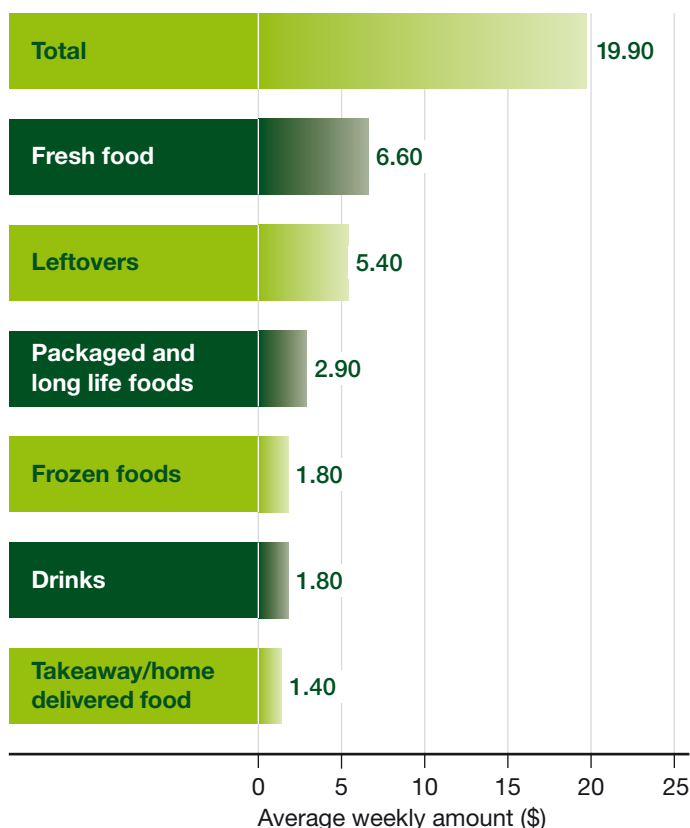 Total
19.90
Fresh food
6.60
Leftovers
5.40
Packaged and
long life foods
2.90
Frozen foods
1.80
Drinks
1.80
Takeaway/home
delivered food
1.40
0 5 10 15 20 25
Average weekly amount ($)